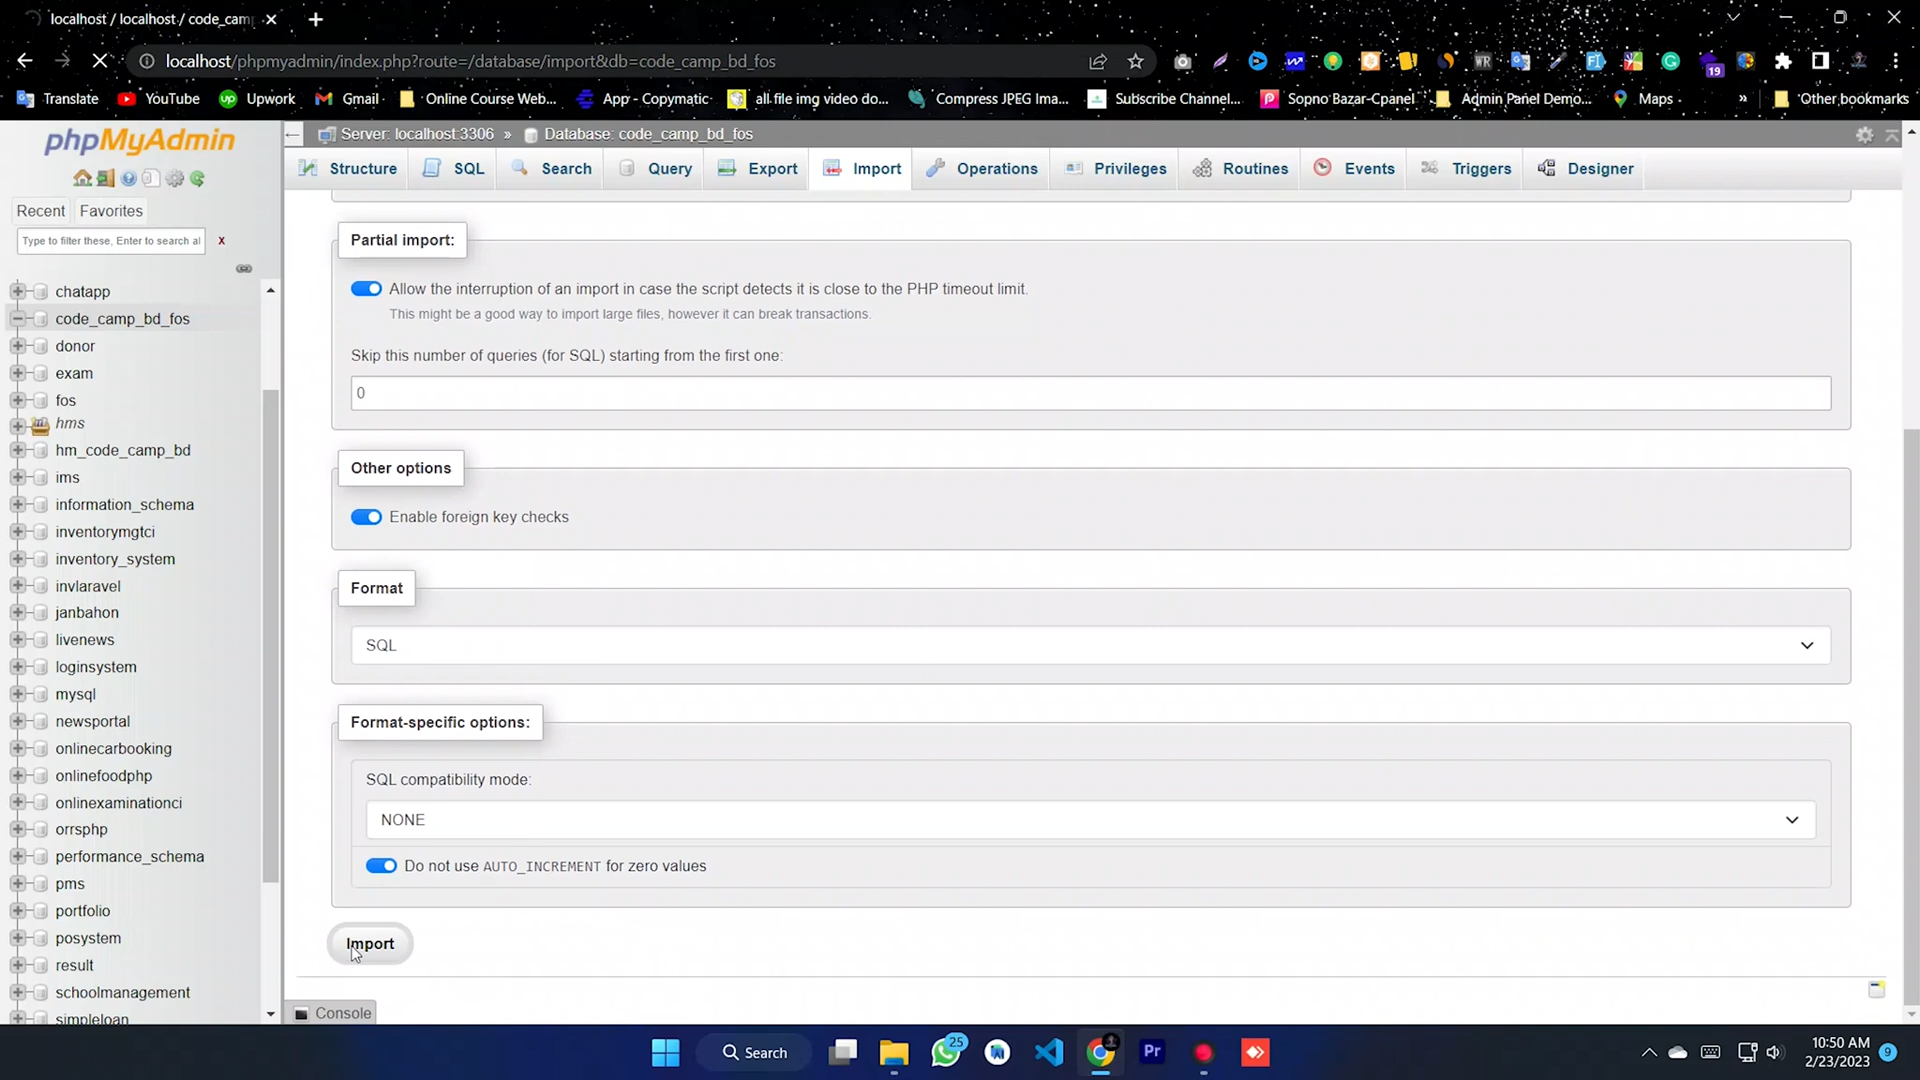 localhost / localhost / code_cam
localhost/phpmyadmin/index.php?route=/database/import&db=code_camp_bd_fos
WR
19
Translate
YouTube
Upwork
Gmail
Online Course Web...
App - Copymatic
all file img video do...
Compress JPEG Ima...
Subscribe Channel...
Sopno Bazar-Cpanel
Admin Panel Demo...
Maps
»
Other bookmarks
phpMyAdmin
Server: localhost:3306 » Database: code_camp_bd_fos
Structure
SQL
Search
Query
Export
Import
Operations
Privileges
Routines
Events
Triggers
Designer
Recent
Favorites
Type to filter these, Enter to search al
x
chatapp
code_camp_bd_fos
donor
exam
fos
hms
hm_code_camp_bd
ims
information_schema
inventorymgtci
inventory_system
invlaravel
janbahon
livenews
loginsystem
mysql
newsportal
onlinecarbooking
onlinefoodphp
onlinexaminationci
orrsphp
performance_schema
pms
portfolio
posystem
result
schoolmanagement
simpleloan
Partial import:
Allow the interruption of an import in case the script detects it is close to the PHP timeout limit.
This might be a good way to import large files, however it can break transactions.
Skip this number of queries (for SQL) starting from the first one:
0
Other options
Enable foreign key checks
Format
SQL
Format-specific options:
SQL compatibility mode:
NONE
Do not use AUTO_INCREMENT for zero values
Import
Console
Search
25
Pr
10:50 AM
2/23/2023
9